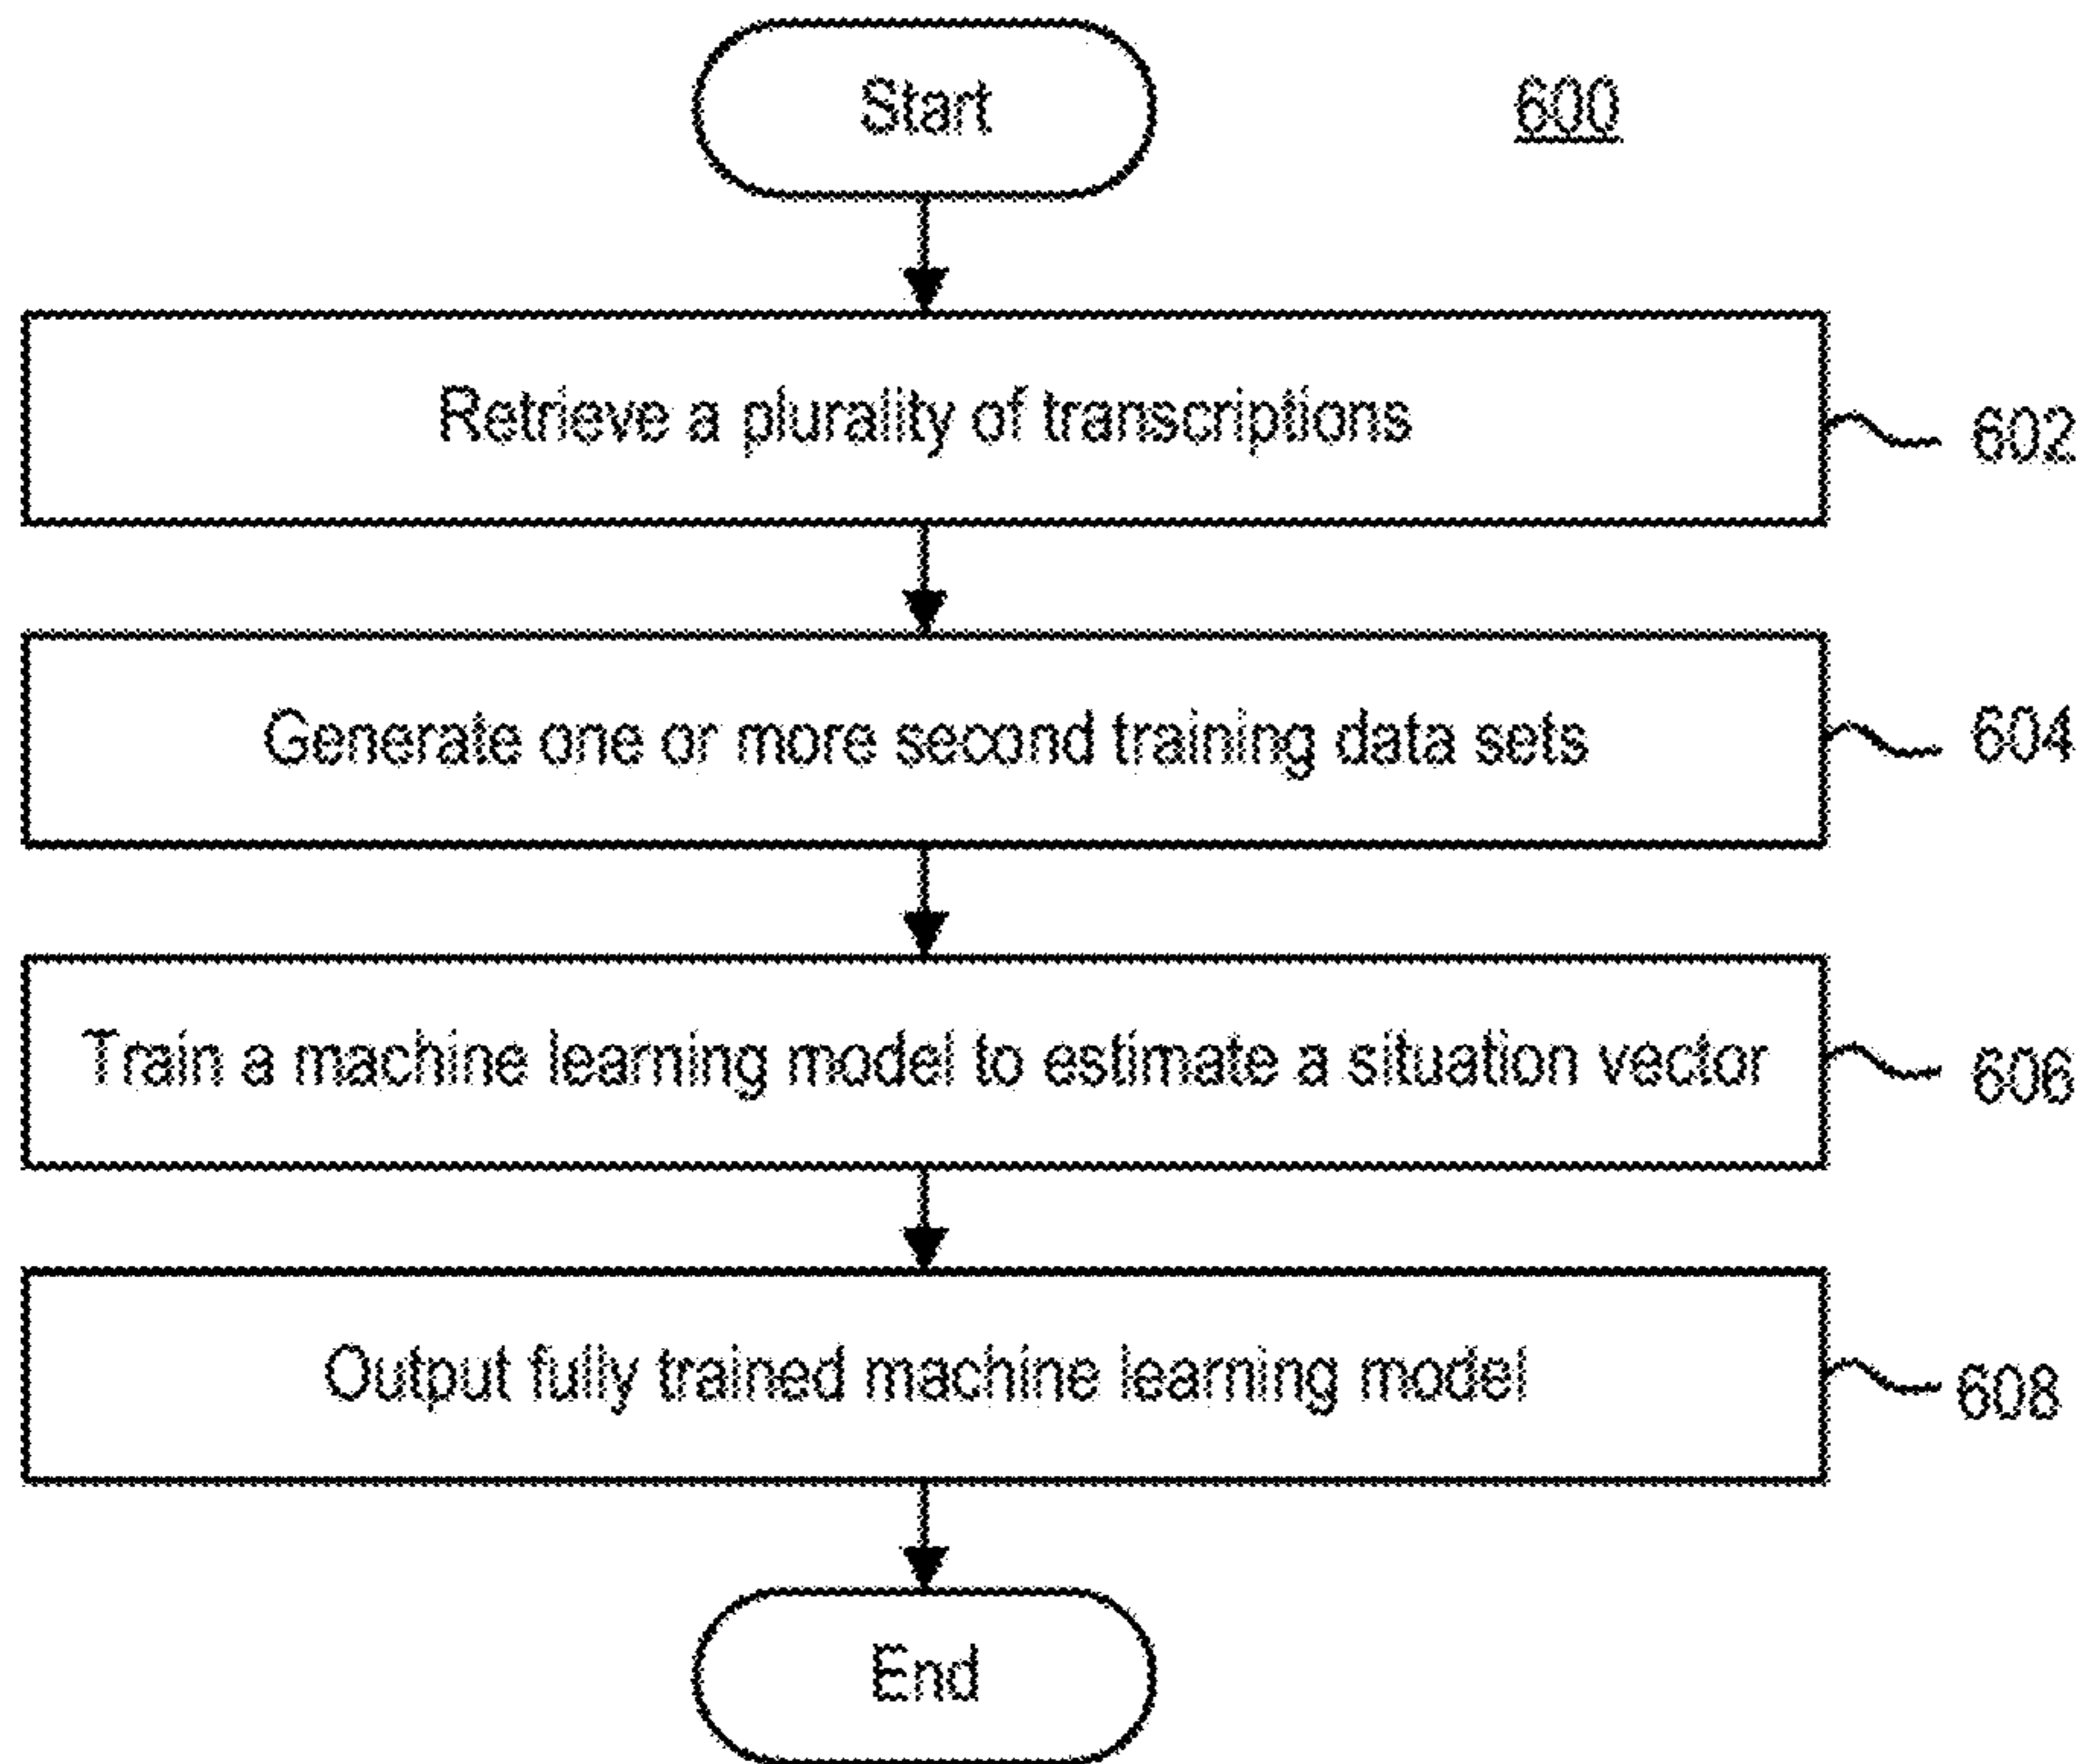 Start
600
Retrieve a plurality of transcriptions
602
Generate one or more second training data sets
604
Train a machine learning model to estimate a situation vector
606
Output fully trained machine learning model
608
End